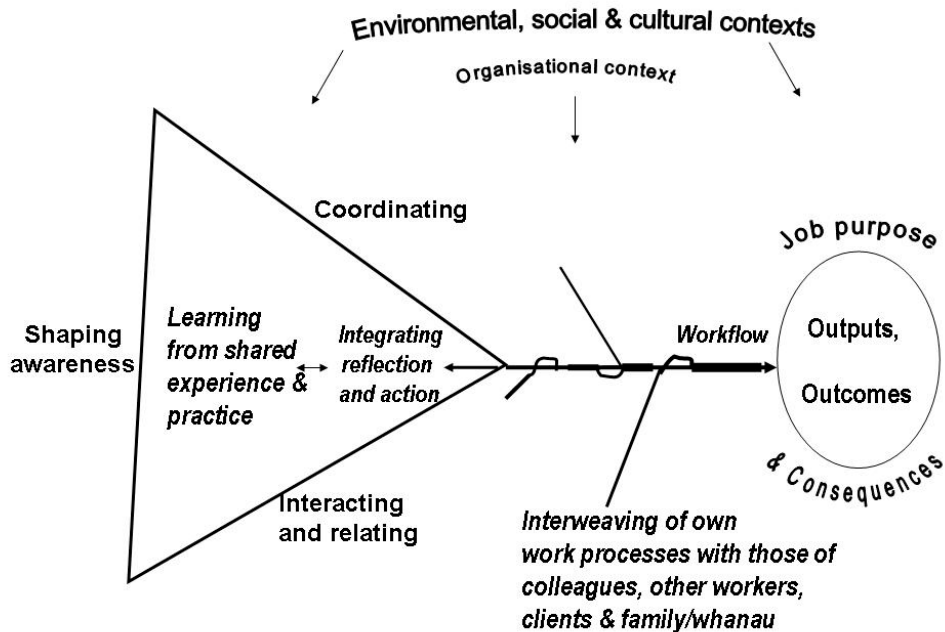 Environmental, social & cultural contexts
Organisational context
Coordinating
Job purpose
Shaping
awareness
Learning
from shared
experience &
practice
Integrating
reflection
and action
Workflow
Outputs,
Outcomes
& Consequences
Interacting
and relating
Interweaving of own
work processes with those of
colleagues, other workers,
clients & family/whanau